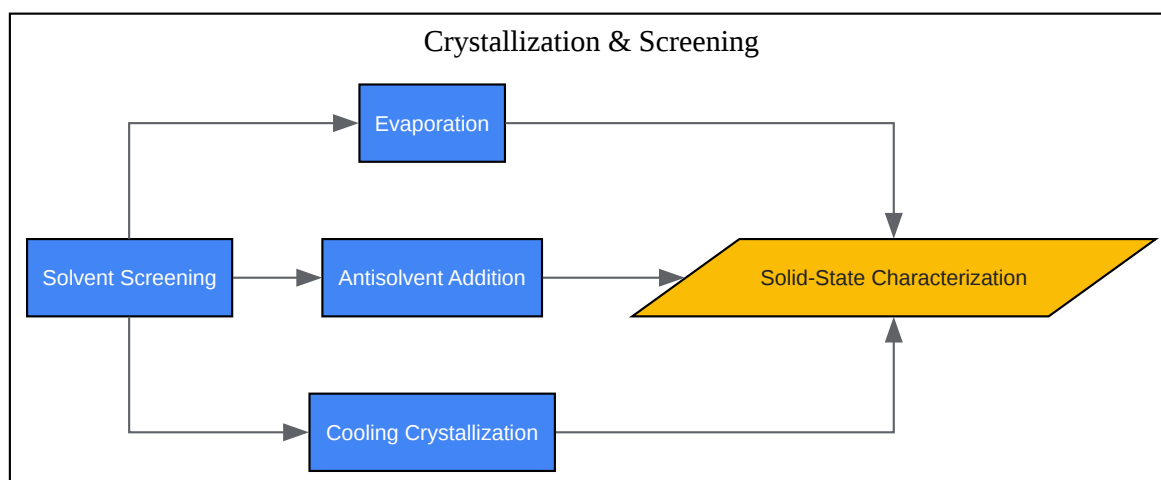 Crystallization & Screening
Evaporation
Solvent Screening
Antisolvent Addition
Solid-State Characterization
Cooling Crystallization